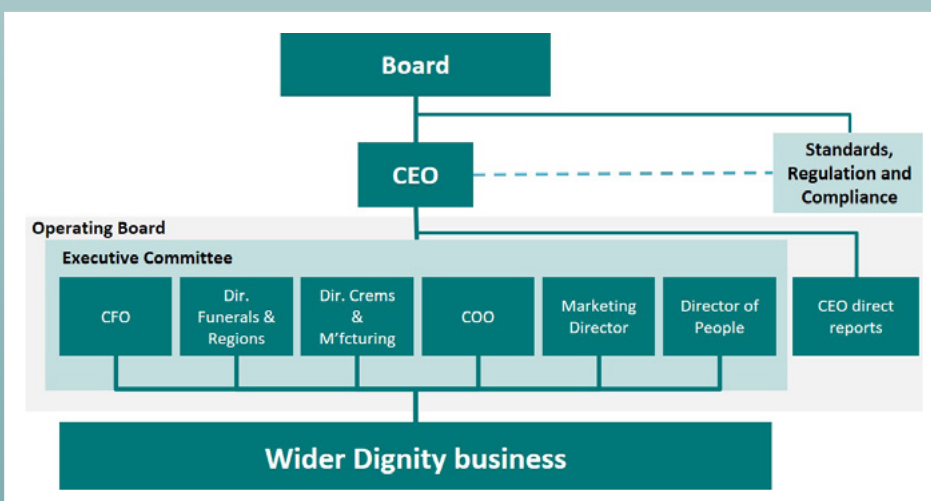 Board
CEO
Standards,
Regulation and
Compliance
Operating Board
Executive Committee
CFO
Dir.
Funerals &
Regions
Dir. Crems
&
M'fcturing
COO
Marketing
Director
Director of
People
CEO direct
reports
Wider Dignity business